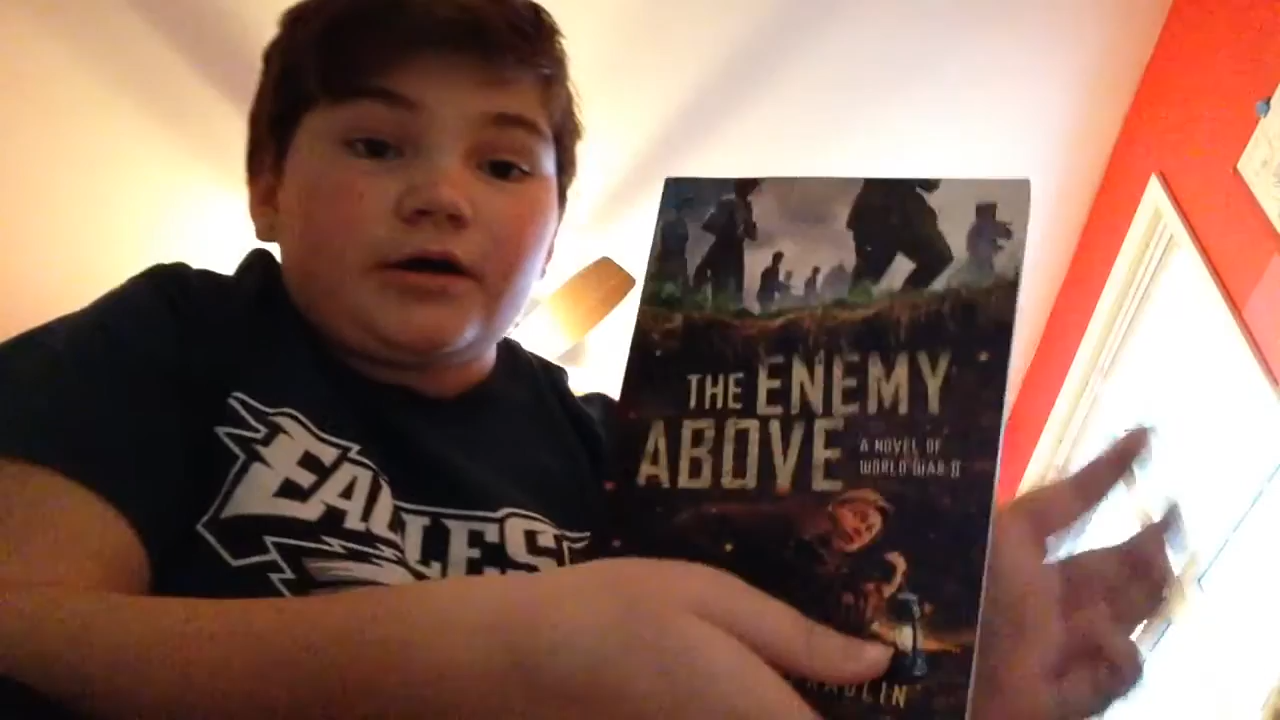 EAGLES
THE ENEMY
ABOVE
A NOVEL OF
WORLD WAR II